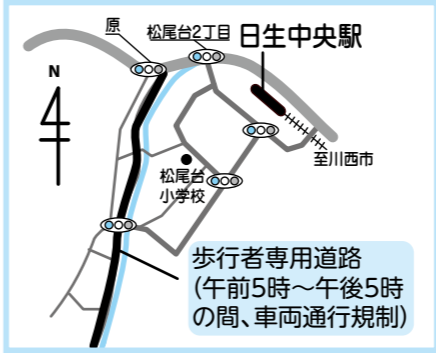 原
松尾台2丁目
日生中央駅
N
至川西市
松尾台
小学校
歩行者専用道路
(午前5時～午後5時
の間、車両通行規制)